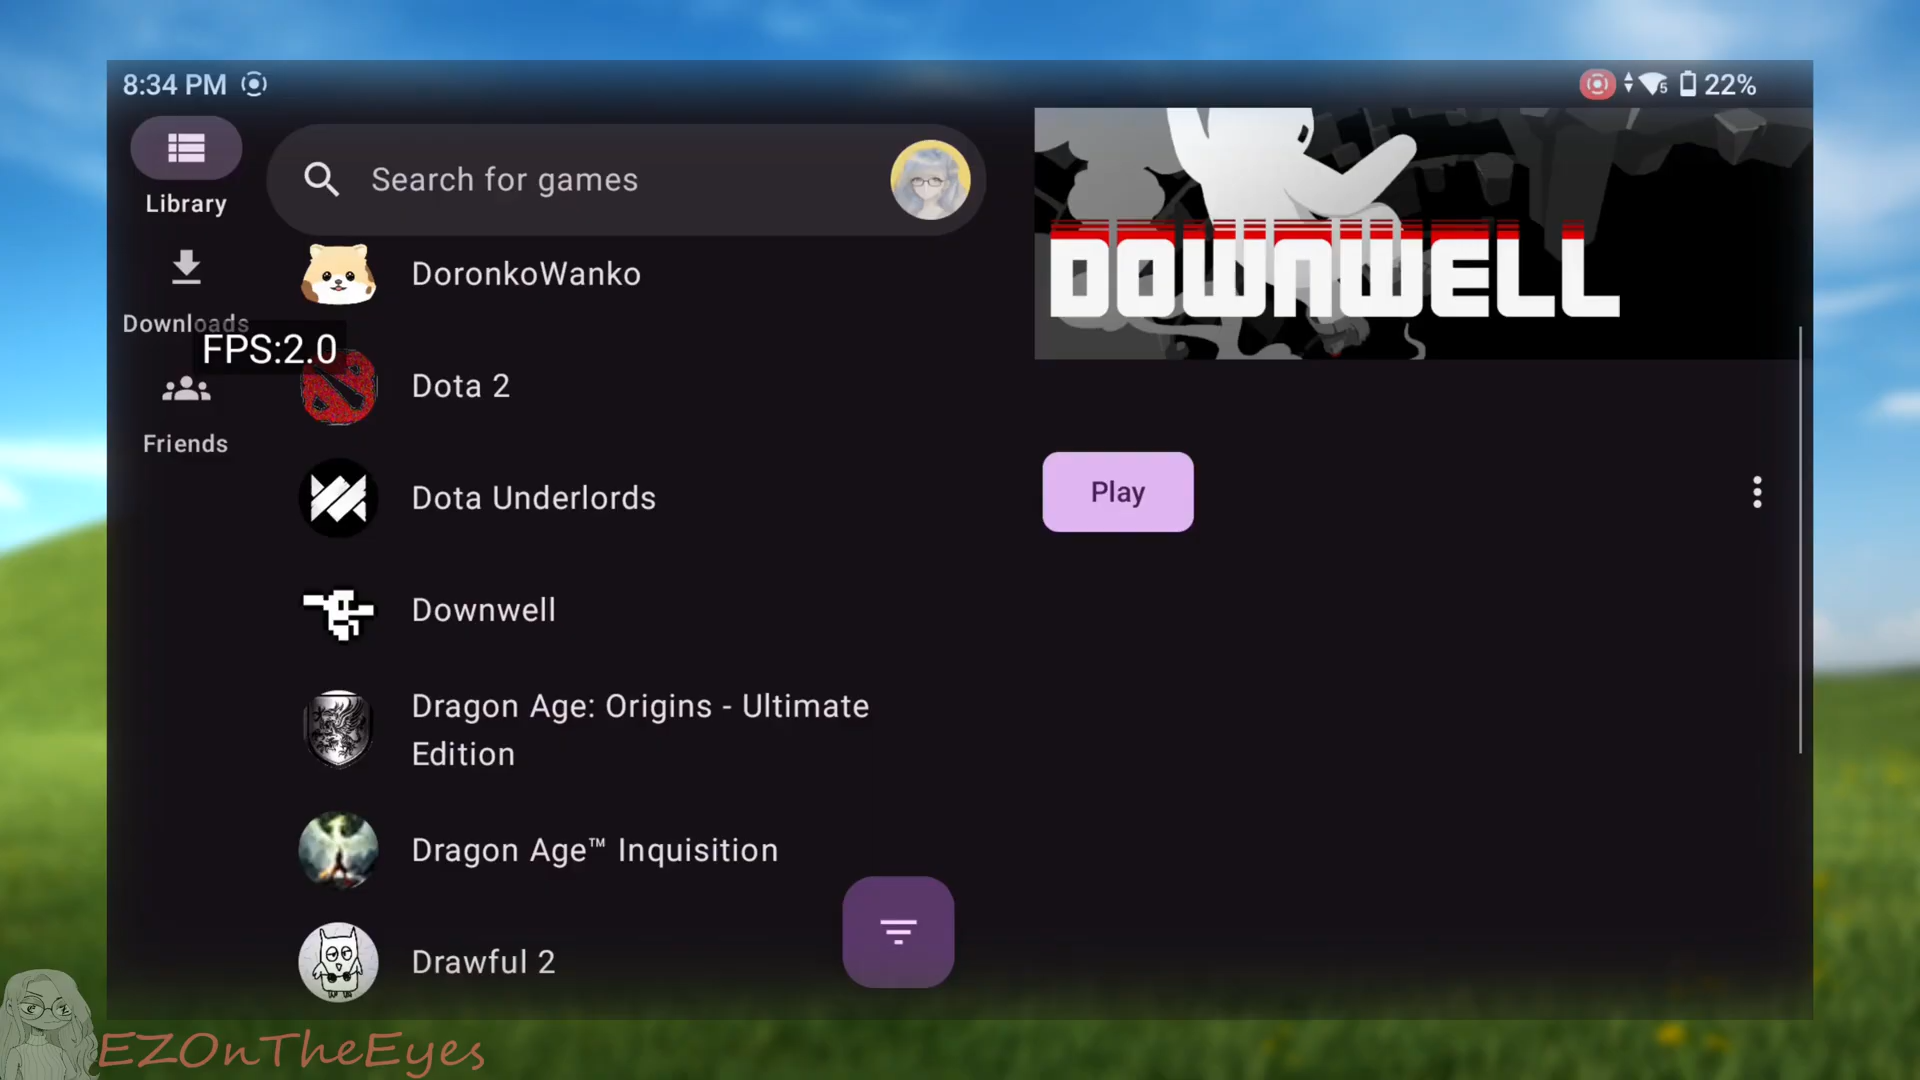 8:34 PM
5
22%
Library
Search for games
DOWNWELL
DoronkoWanko
Downloads
FPS:2.0
Dota 2
Friends
Play
Dota Underlords
Downwell
Dragon Age: Origins - Ultimate
Edition
Dragon Age™ Inquisition
Drawful 2
EZOnTheEyes